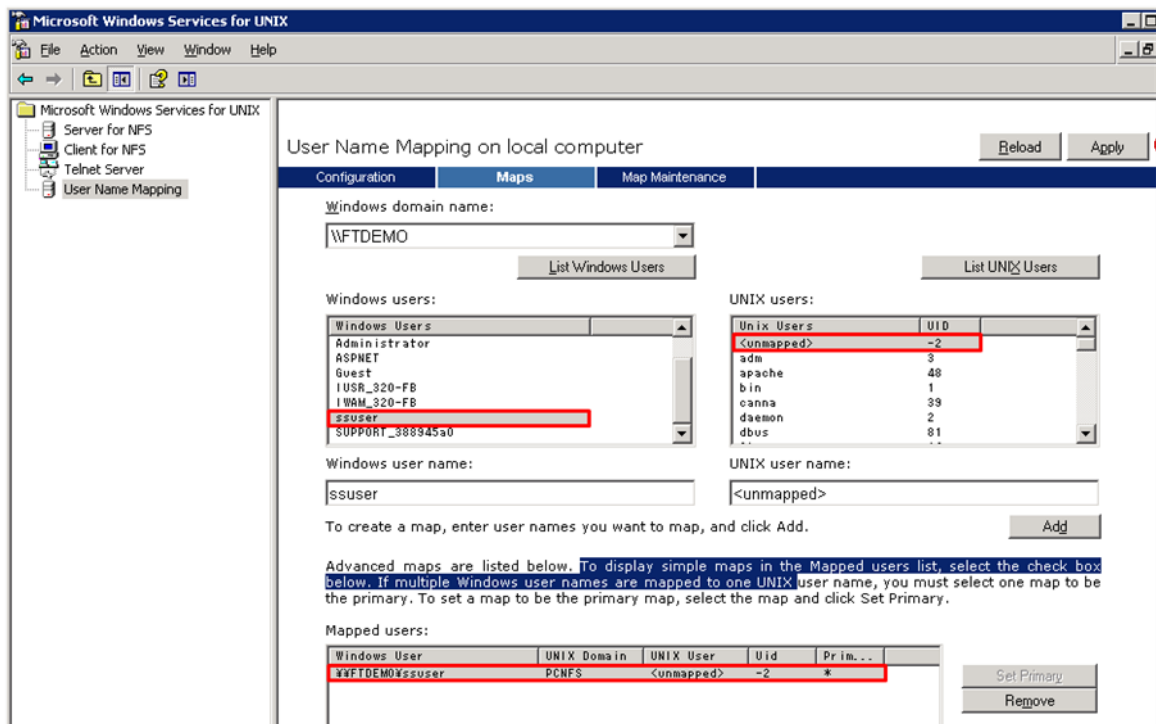 Microsoft Windows Services for UNIX
File Action View Window Help
Microsoft Windows Services for UNIX
Server for NFS
Client for NFS
Telnet Server
User Name Mapping
User Name Mapping on local computer
Reload Apply
Configuration Maps Map Maintenance
Windows domain name:
\\FTDEMO
List Windows Users List UNIX Users
Windows users: UNIX users:
Windows Users Unix Users UID
Administrator <unmapped> -2
ASPNET adm 3
Guest apache 48
IUSR_320-FB bin 1
IWAM_320-FB canna 39
ssuser daemon 2
SUPPORT_388945a0 dbus 81
Windows user name: UNIX user name:
ssuser <unmapped>
To create a map, enter user names you want to map, and click Add. Add
Advanced maps are listed below. To display simple maps in the Mapped users list, select the check box
below. If multiple Windows user names are mapped to one UNIX user name, you must select one map to be
the primary. To set a map to be the primary map, select the map and click Set Primary.
Mapped users:
Windows User UNIX Domain UNIX User Uid Prim...
¥¥FTDEMO¥ssuser PCNFS <unmapped> -2 *
Set Primary
Remove